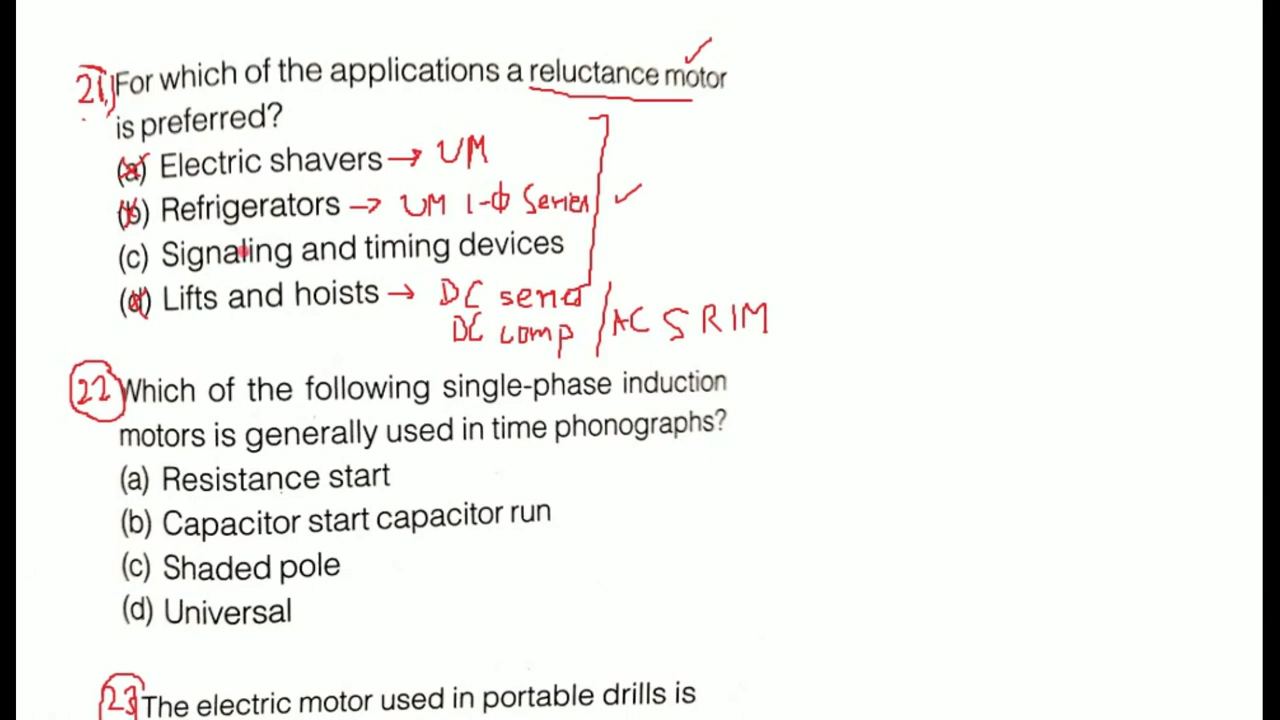 21.) For which of the applications a reluctance motor
is preferred?
(a) Electric shavers → UM
(b) Refrigerators → UM 1-ф Series
(c) Signaling and timing devices
(d) Lifts and hoists → DC
DC comp / AC S R I M
22 Which of the following single-phase induction
motors is generally used in time phonographs?
(a) Resistance start
(b) Capacitor start capacitor run
(c) Shaded pole
(d) Universal
23 The electric motor used in portable drills is